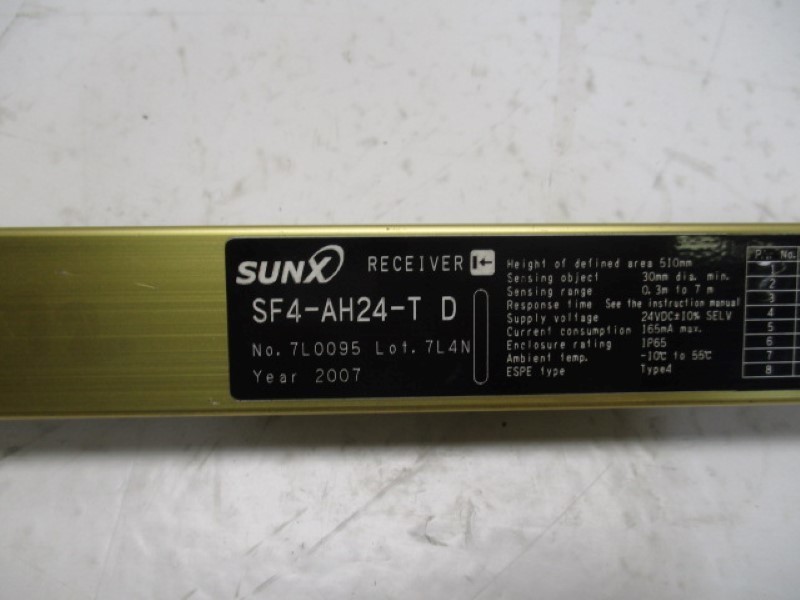 SUNX RECEIVER
SF4-AH24-T D
No. 7L0095 Lot. 7L4N
Year 2007
Height of defined area 510mm
Sensing object 30mm dia. min.
Sensing range 0.3m to 7 m
Response time See the instruction manual
Supply voltage 24VDC±10% SELV
Current consumption 165mA max.
Enclosure rating IP65
Ambient temp. -10℃ to 55℃
ESPE type Type4
No.
1
2
3
4
5
6
7
8